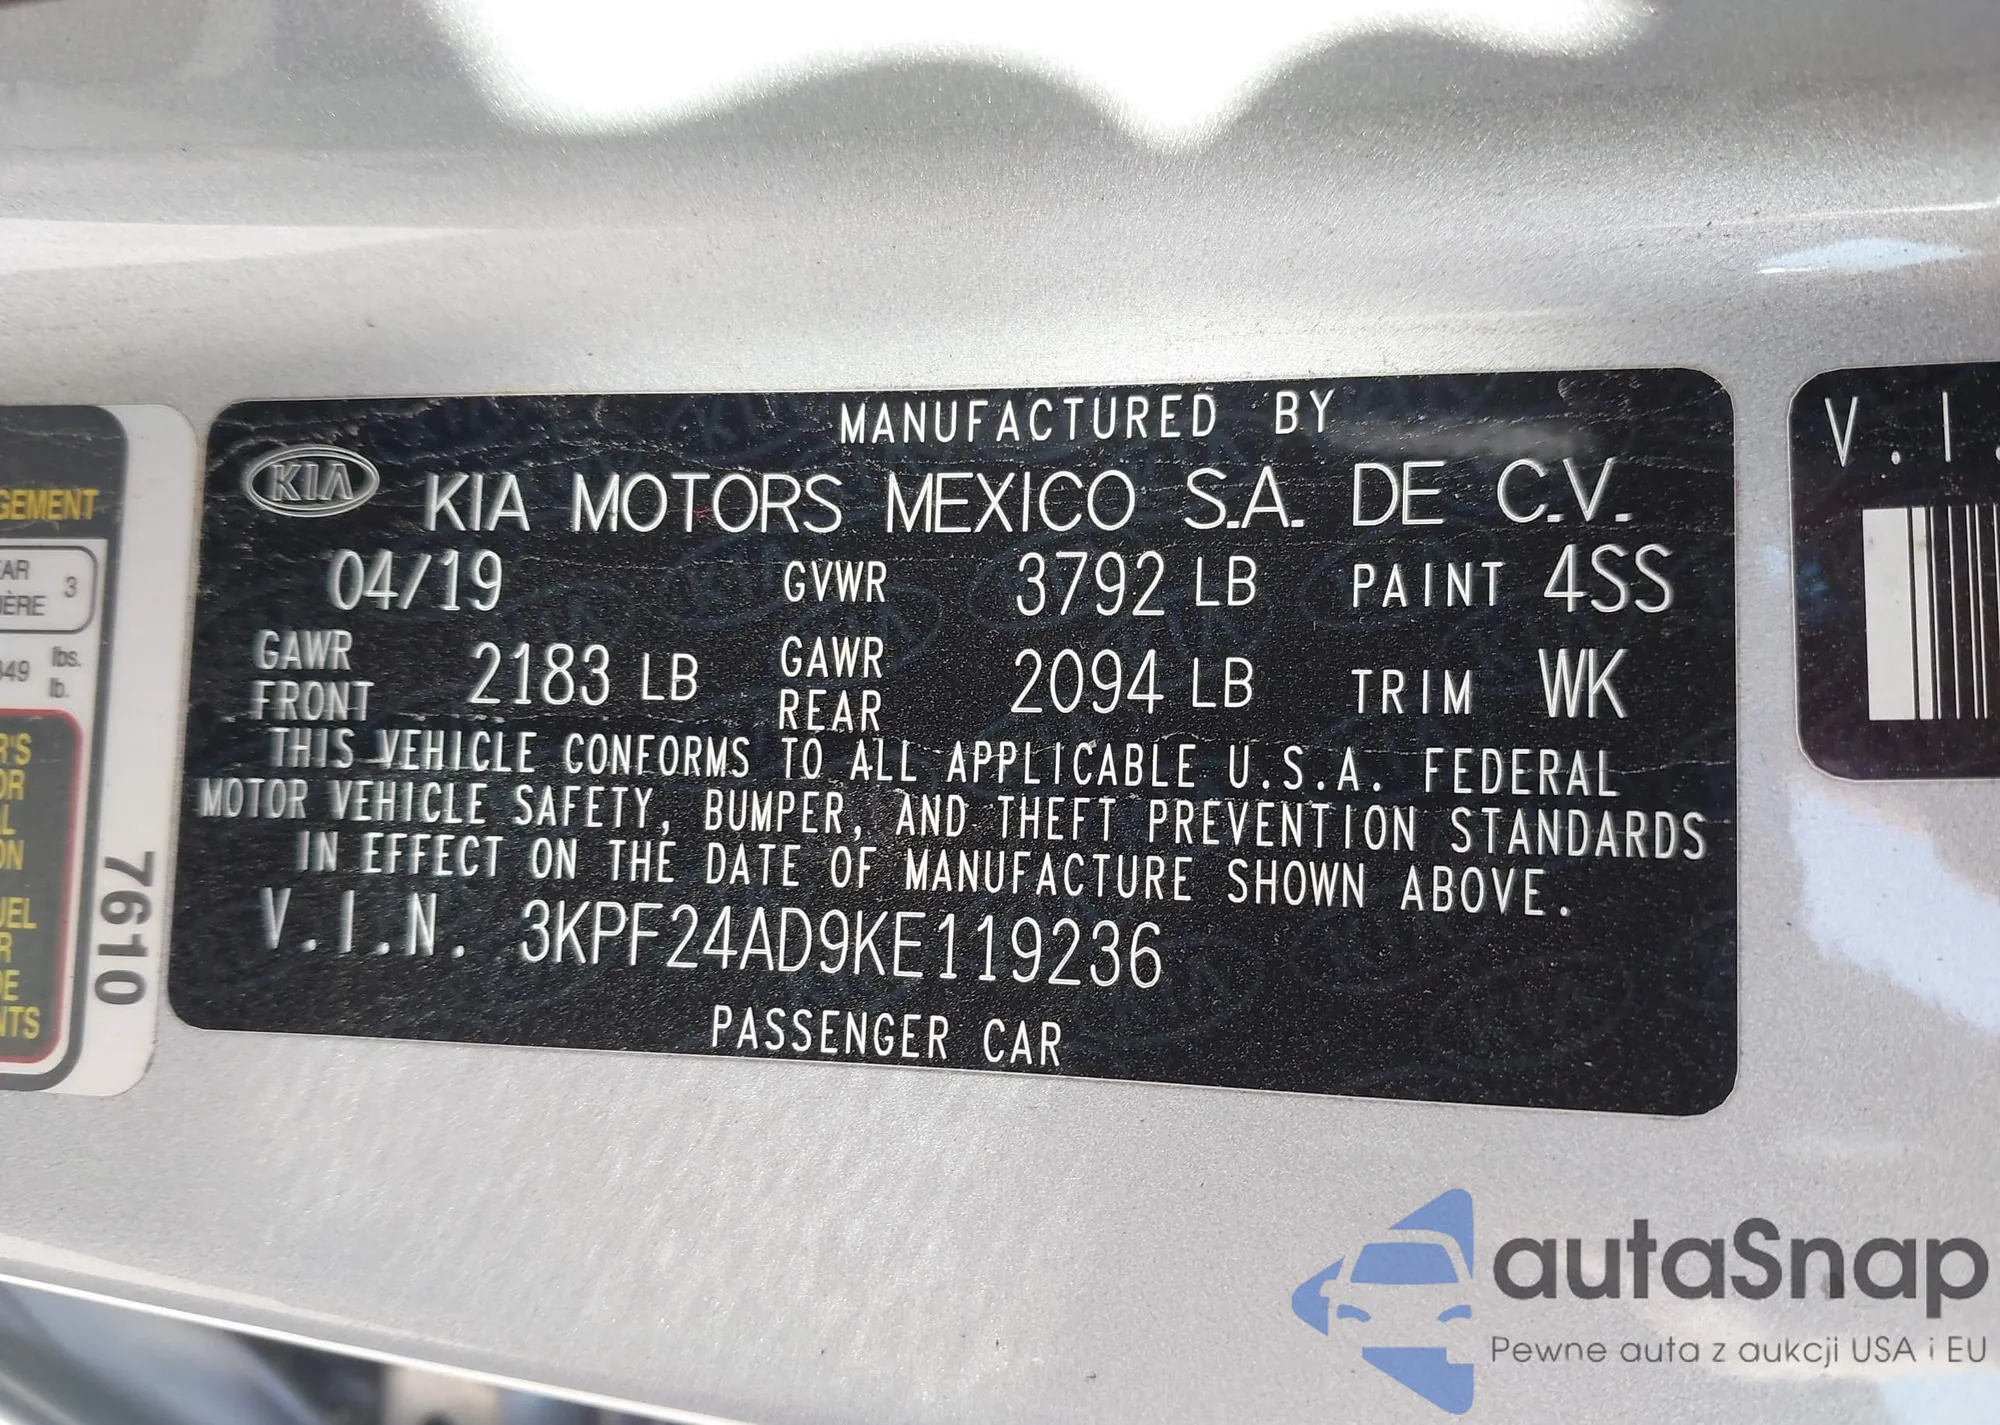 MANUFACTURED BY
KIA KIA MOTORS MEXICO S.A. DE C.V.
04/19 GVWR 3792 LB PAINT 4SS
GAWR FRONT 2183 LB GAWR REAR 2094 LB TRIM WK
THIS VEHICLE CONFORMS TO ALL APPLICABLE U.S.A. FEDERAL
MOTOR VEHICLE SAFETY, BUMPER, AND THEFT PREVENTION STANDARDS
IN EFFECT ON THE DATE OF MANUFACTURE SHOWN ABOVE.
V.I.N. 3KPF24AD9KE119236
PASSENGER CAR
7610
3
lbs.
lb.
V.I.
autaSnap
Pewne auta z aukcji USA i EU